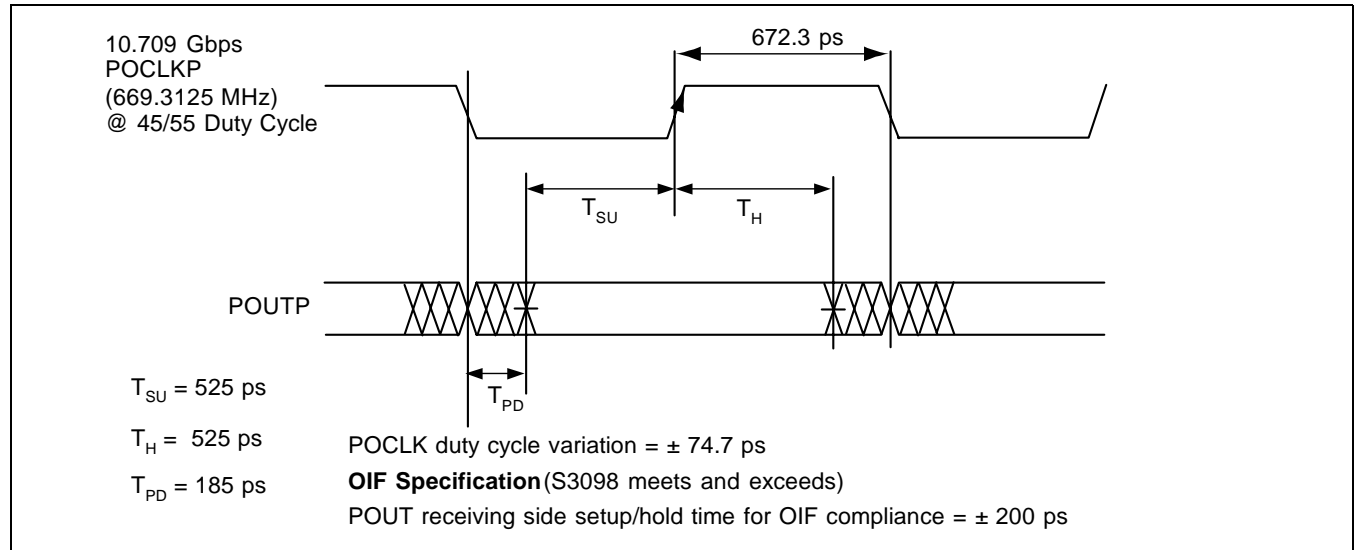 10.709 Gbps
POCLKP
(669.3125 MHz)
@ 45/55 Duty Cycle
672.3 ps
TSU
TH
POUTP
TPD
TSU = 525 ps
TH = 525 ps
TPD = 185 ps
POCLK duty cycle variation = ± 74.7 ps
OIF Specification (S3098 meets and exceeds)
POUT receiving side setup/hold time for OIF compliance = ± 200 ps